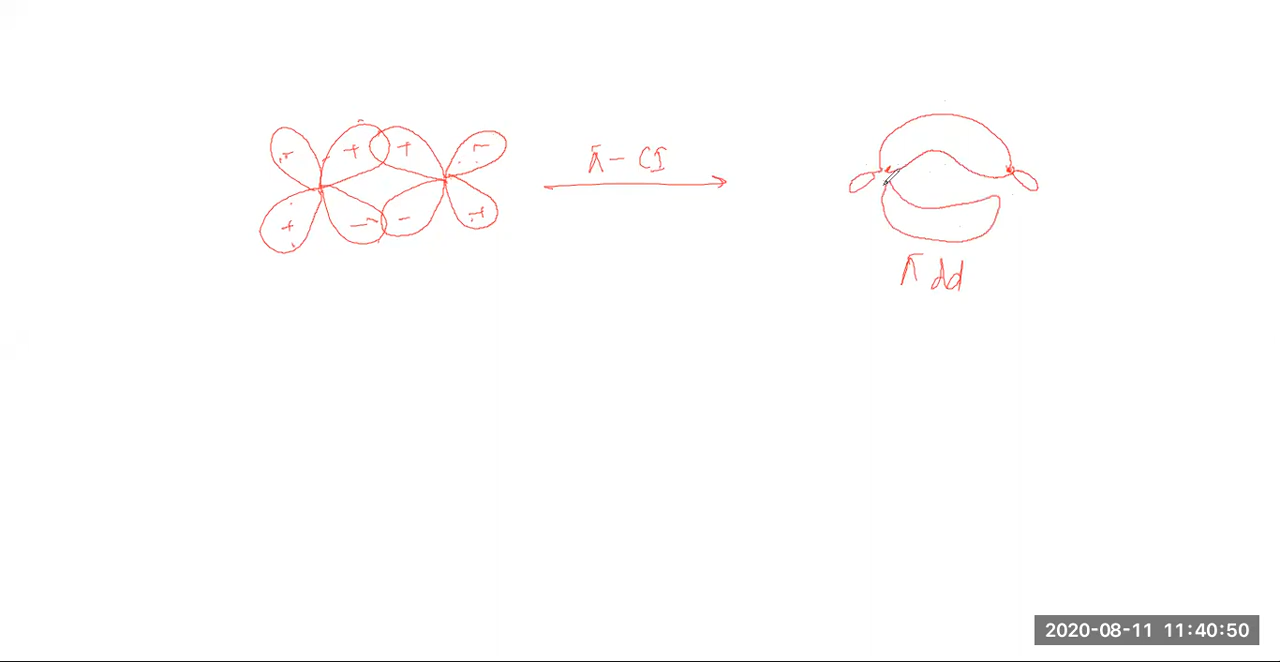 - + + -
π - CI
+ - - +
π dd
2020-08-11 11:40:50